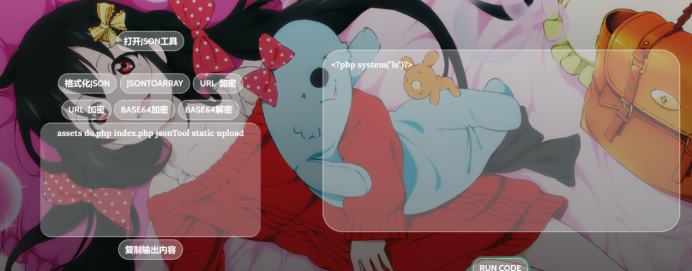 打开JSON工具
格式化JSON
JSONTOARRAY
URL-加密
URL-加密
BASE64加密
BASE64解密
assets do.php index.php jsonTool static upload
复制输出内容
<?php system("ls")?>
RUN CODE